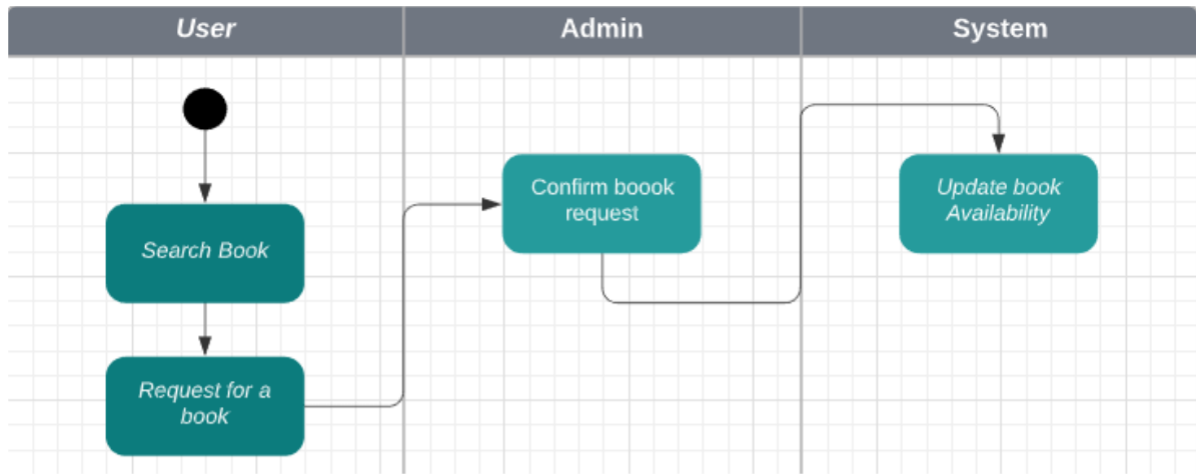 User
Admin
System
Search Book
Request for a
book
Confirm boook
request
Update book
Availability